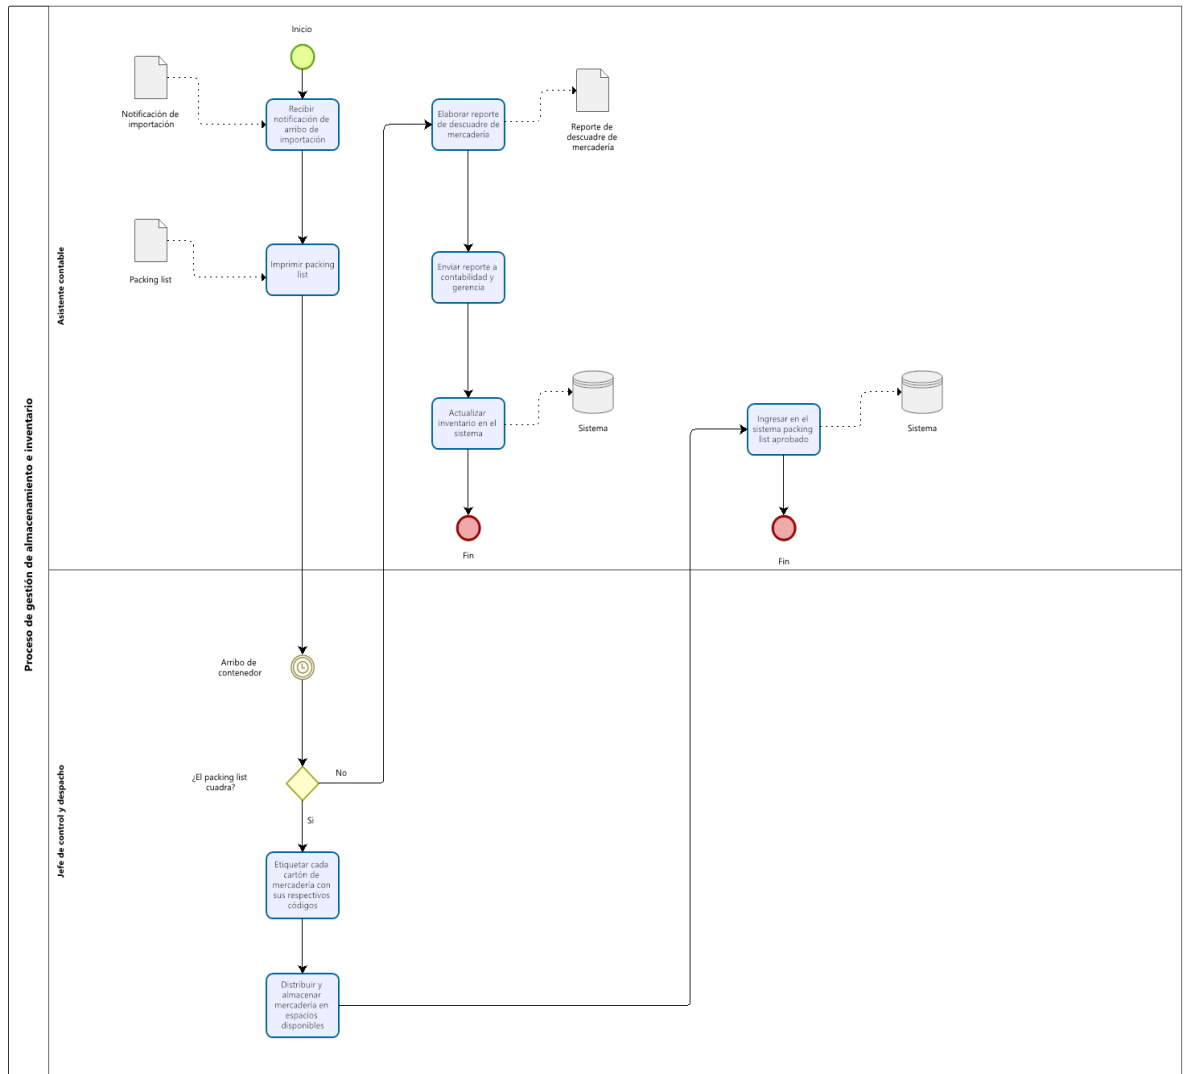 Proceso de gestión de almacenamiento e inventario
Asistente contable
Inicio
Notificación de
importación
Recibir
notificación de
arribo de
importación
Elaborar reporte
de descuadre de
mercadería
Reporte de
descuadre de
mercadería
Packing list
Imprimir packing
list
Enviar reporte a
contabilidad y
gerencia
Actualizar
inventario en el
sistema
Sistema
Ingresar en el
sistema packing
list aprobado
Sistema
Fin
Fin
Jefe de control y despacho
Arribo de
contenedor
¿El packing list
cuadra?
No
Si
Etiquetar cada
cartón de
mercadería con
sus respectivos
códigos
Distribuir y
almacenar
mercadería en
espacios
disponibles